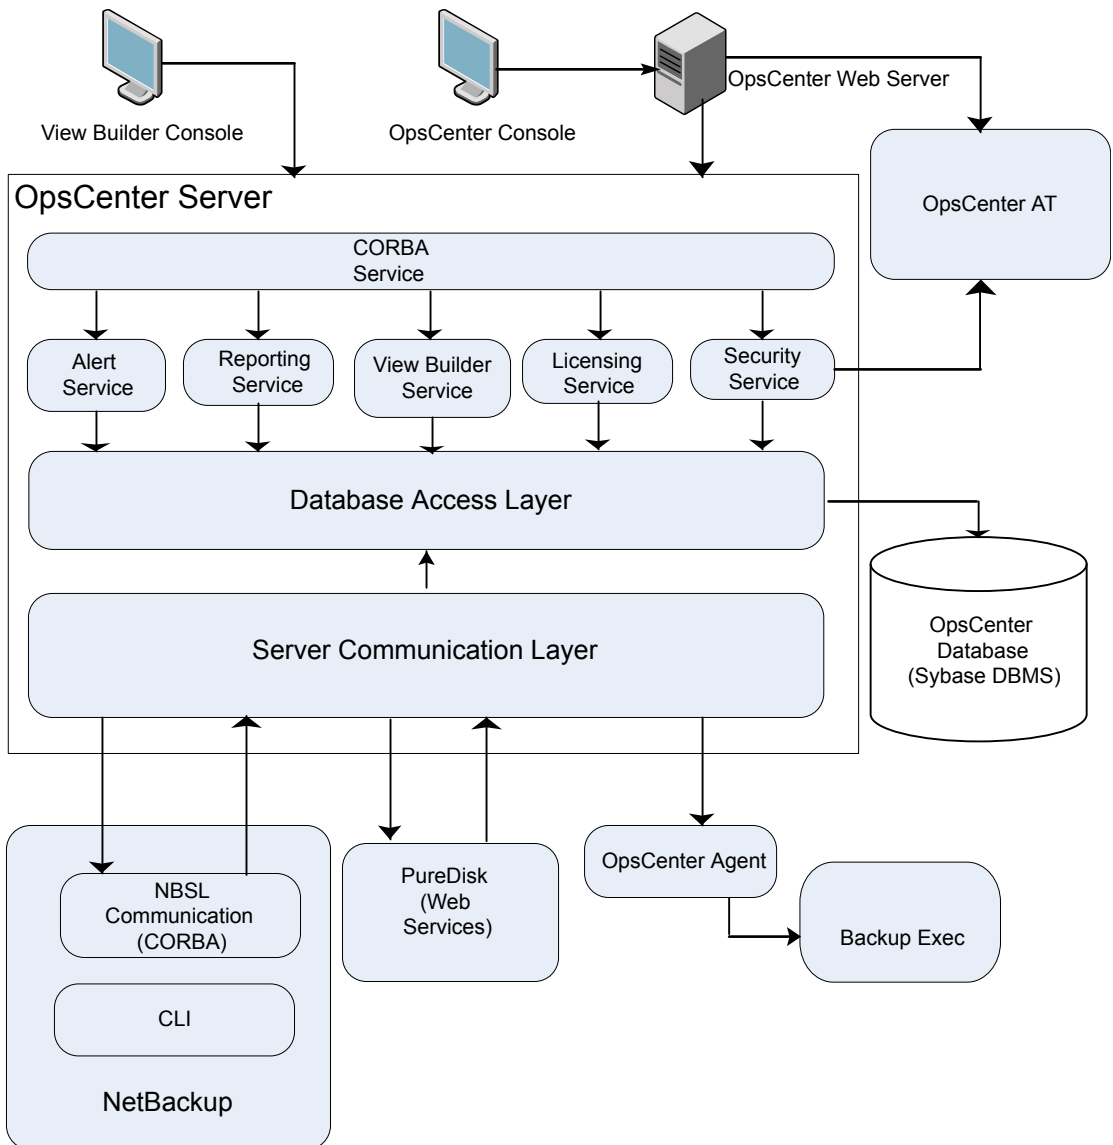 View Builder Console
OpsCenter Console
OpsCenter Web Server
OpsCenter AT
OpsCenter Server
CORBA
Service
Alert
Service
Reporting
Service
View Builder
Service
Licensing
Service
Security
Service
Database Access Layer
Server Communication Layer
OpsCenter
Database
(Sybase DBMS)
NBSL
Communication
(CORBA)
CLI
NetBackup
PureDisk
(Web
Services)
OpsCenter Agent
Backup Exec